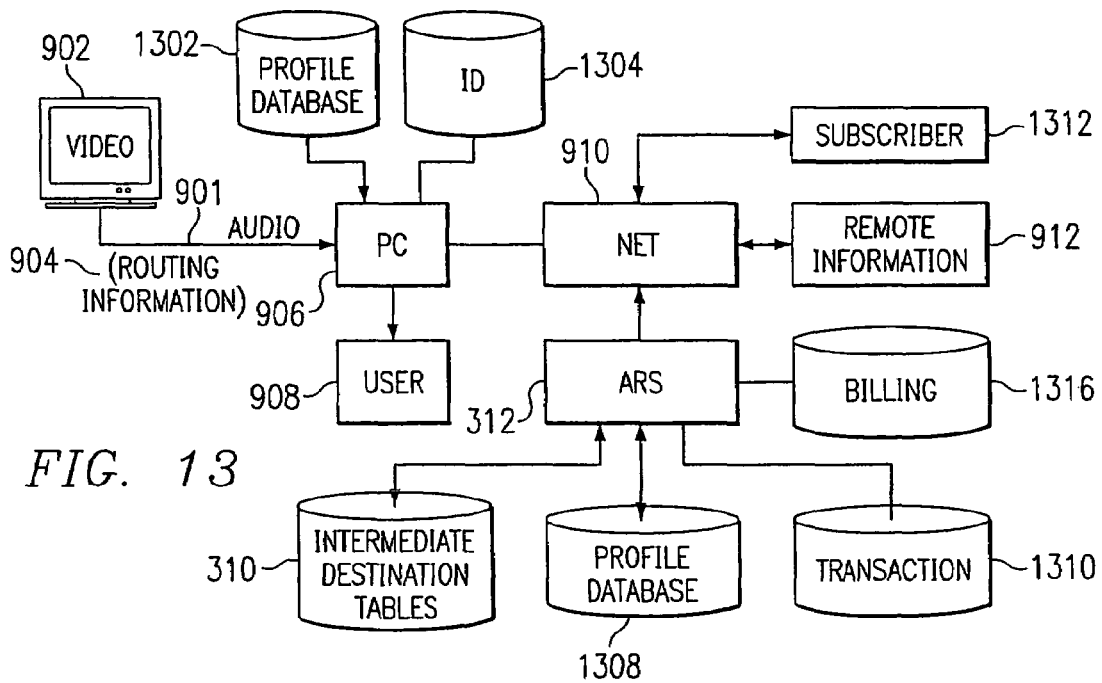 902
1302
PROFILE
DATABASE
ID
1304
VIDEO
910
SUBSCRIBER
1312
901
AUDIO
PC
NET
REMOTE
INFORMATION
912
904
(ROUTING
INFORMATION)
906
USER
908
ARS
312
BILLING
1316
FIG. 13
310
INTERMEDIATE
DESTINATION
TABLES
PROFILE
DATABASE
1308
TRANSACTION
1310